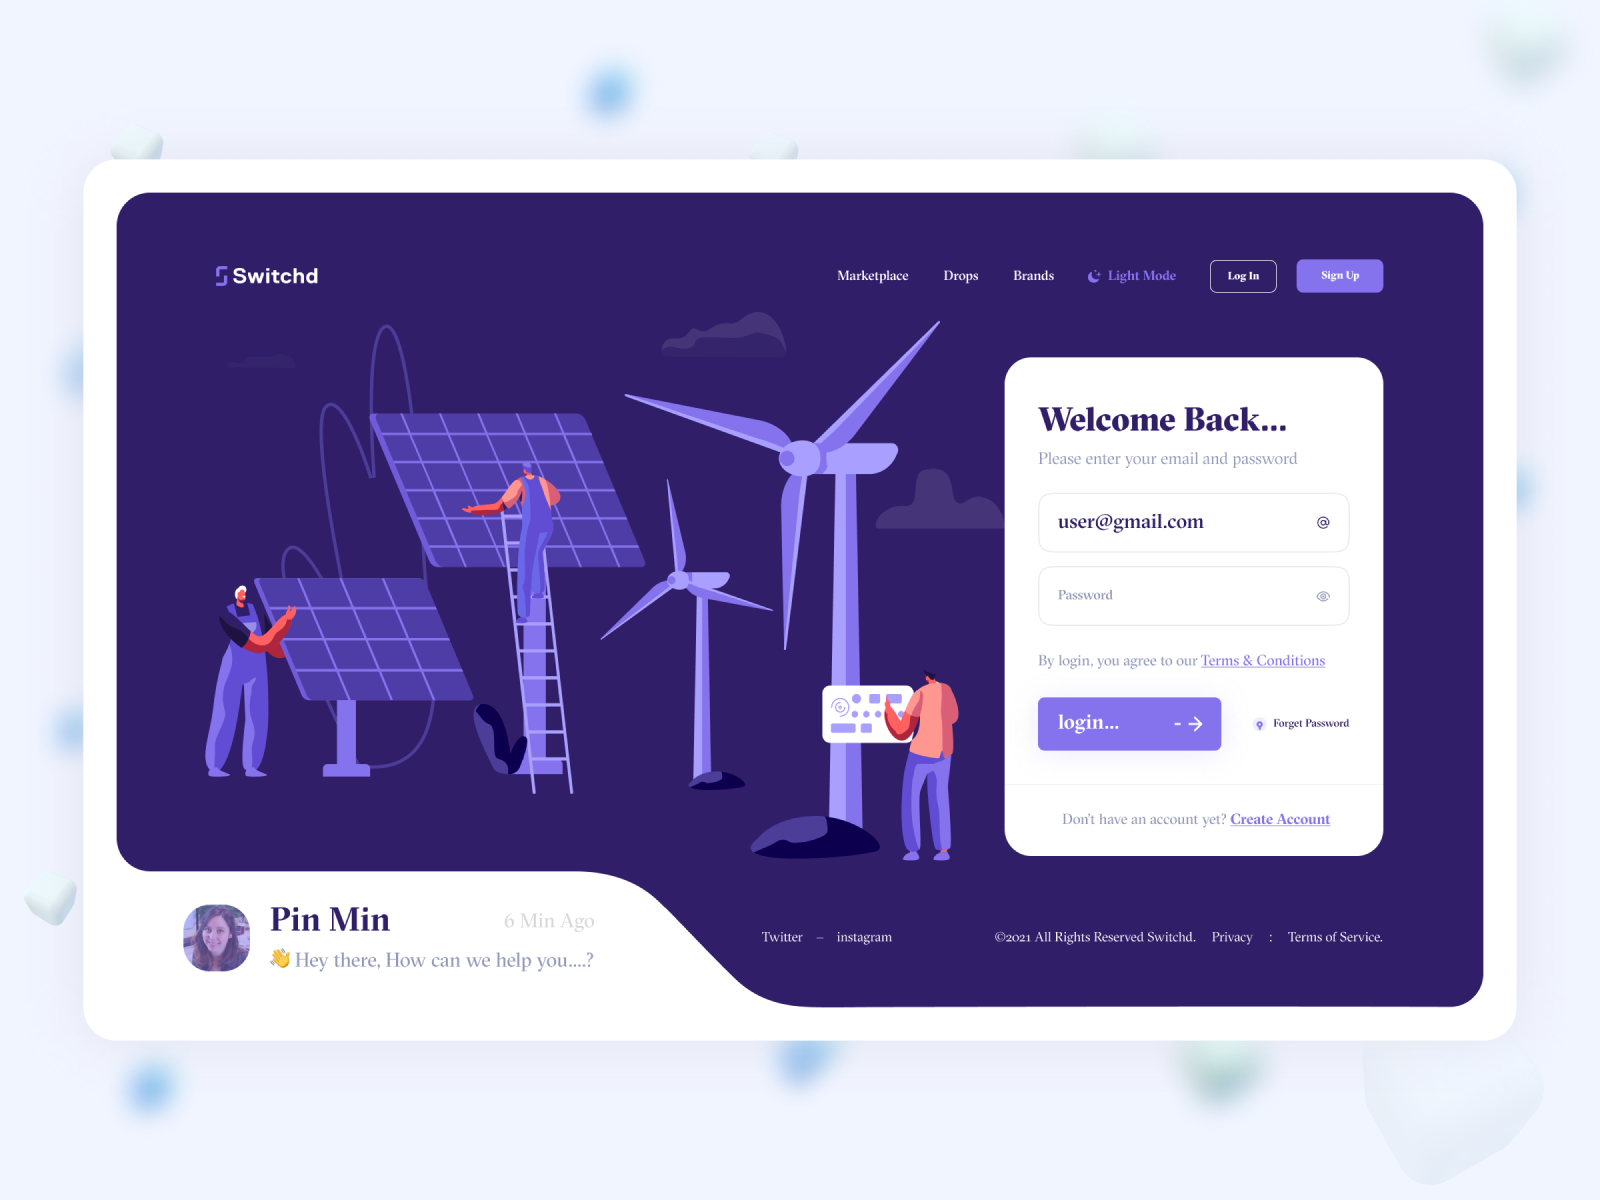 Switchd
Marketplace Drops Brands Light Mode Log In Sign Up
Welcome Back...
Please enter your email and password
user@gmail.com
Password
By login, you agree to our Terms & Conditions
login...
Forget Password
Don't have an account yet? Create Account
Pin Min 6 Min Ago
👋 Hey there, How can we help you....?
Twitter – instagram
©2021 All Rights Reserved Switchd. Privacy : Terms of Service.